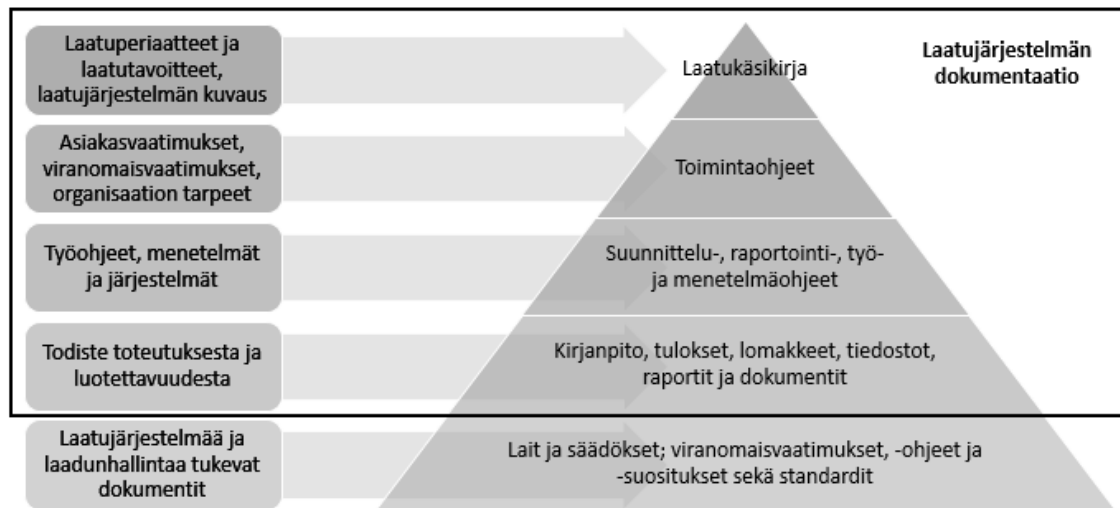 Laatuperiaatteet ja
laatutavoitteet,
laatujärjestelmän kuvaus
Laatukäsikirja
Laatujärjestelmän
dokumentaatio
Asiakasvaatimukset,
viranomaisvaatimukset,
organisaation tarpeet
Toimintaohjeet
Työohjeet, menetelmät
ja järjestelmät
Suunnittelu-, raportointi-, työ-
ja menetelmäohjeet
Todiste toteutuksesta ja
luotettavuudesta
Kirjanpito, tulokset, lomakkeet, tiedostot,
raportit ja dokumentit
Laatujärjestelmää ja
laadunhallintaa tukevat
dokumentit
Lait ja säädökset; viranomaisvaatimukset, -ohjeet ja
-suositukset sekä standardit